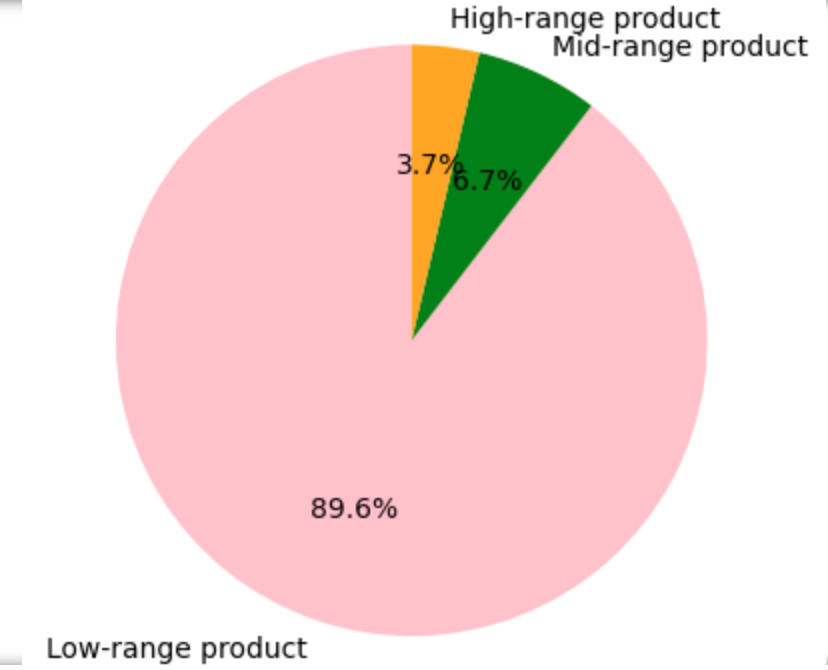 High-range product
Mid-range product
3.7%
6.7%
89.6%
Low-range product